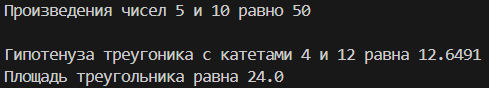 Произведения чисел 5 и 10 равно 50
Гипотенуза треугоника с катетами 4 и 12 равна 12.6491
Площадь треугольника равна 24.0